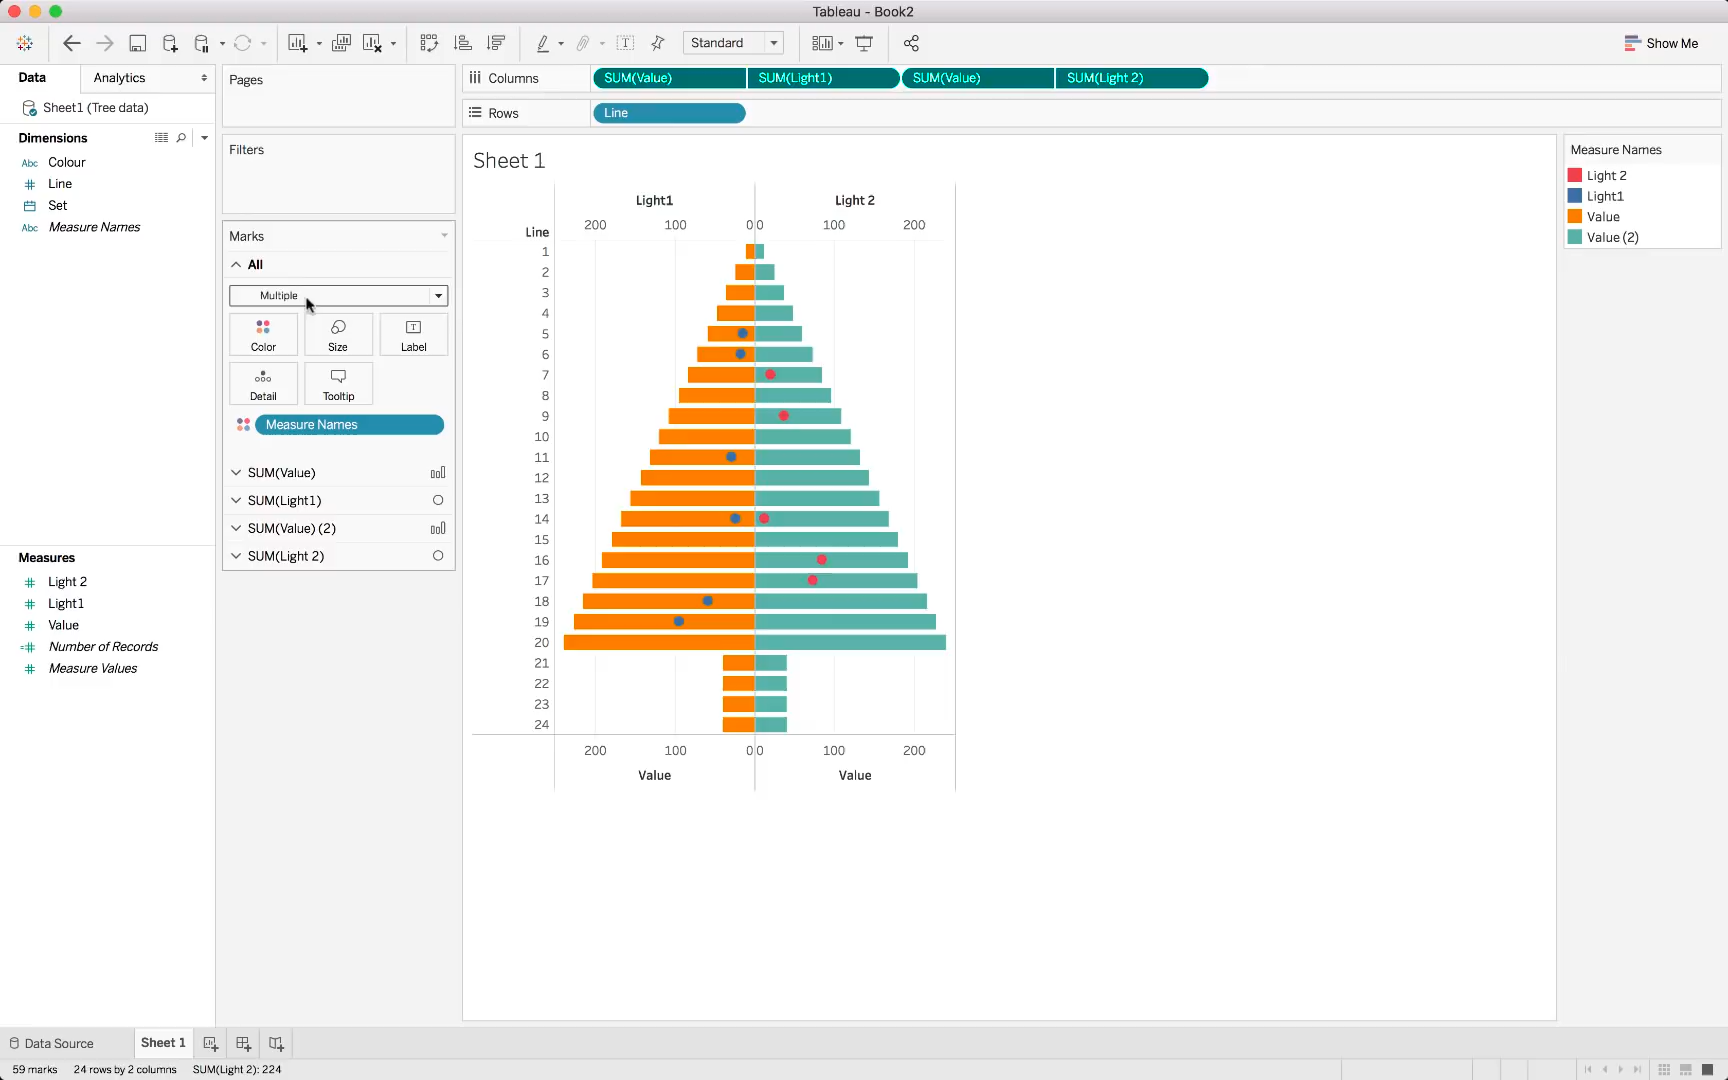 Tableau - Book2
Standard
Show Me
Data
Analytics
Pages
Columns
SUM(Value)
SUM(Light1)
SUM(Value)
SUM(Light 2)
Sheet1 (Tree data)
Rows
Line
Dimensions
Filters
Abc Colour
Line
Set
Abc Measure Names
Sheet 1
Measure Names
Light 2
Light1
Value
Value (2)
Marks
All
Multiple
Color
Size
Label
Detail
Tooltip
Measure Names
SUM(Value)
SUM(Light1)
SUM(Value) (2)
SUM(Light 2)
Light1
Light 2
200 100 0 0 100 200
Line
1
2
3
4
5
6
7
8
9
10
11
12
13
14
15
16
17
18
19
20
21
22
23
24
200 100 0 0 100 200
Value
Value
Measures
Light 2
Light1
Value
Number of Records
Measure Values
Data Source
Sheet 1
59 marks
24 rows by 2 columns
SUM(Light 2): 224